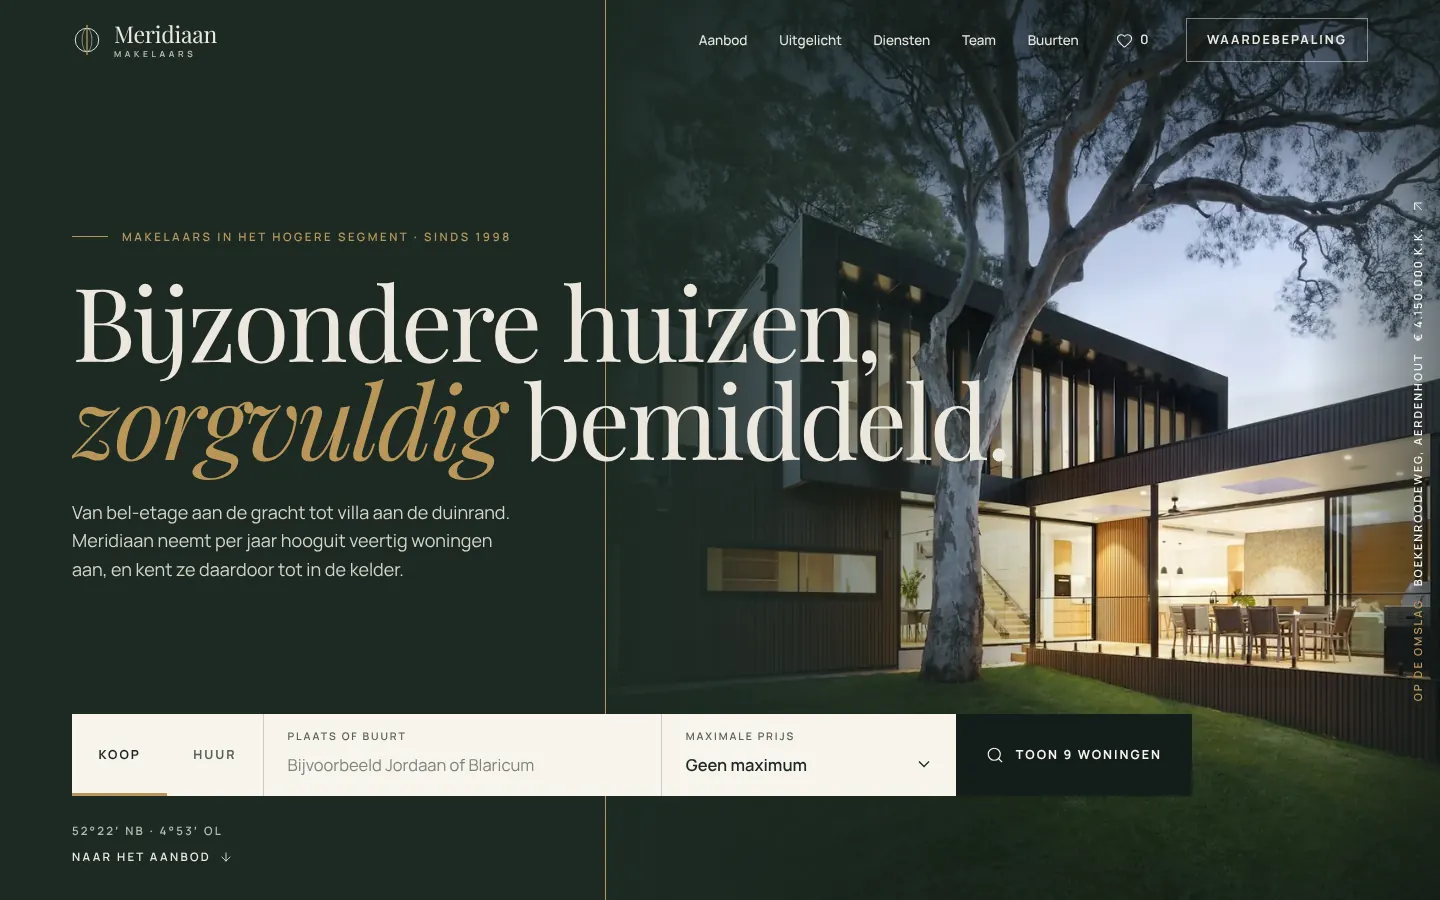 Meridiaan
MAKELAARS
Aanbod
Uitgelicht
Diensten
Team
Buurten
0
WAARDEBEPALING
MAKELAARS IN HET HOGERE SEGMENT · SINDS 1998
Bijzondere huizen,
zorgvuldig bemiddeld.
Van bel-etage aan de gracht tot villa aan de duinrand.
Meridiaan neemt per jaar hooguit veertig woningen
aan, en kent ze daardoor tot in de kelder.
OP DE OMSLAG BOEKENROODEWEG, AERDENHOUT € 4.150.000 K.K.
KOOP
HUUR
PLAATS OF BUURT
Bijvoorbeeld Jordaan of Blaricum
MAXIMALE PRIJS
Geen maximum
TOON 9 WONINGEN
52°22′ NB · 4°53′ OL
NAAR HET AANBOD